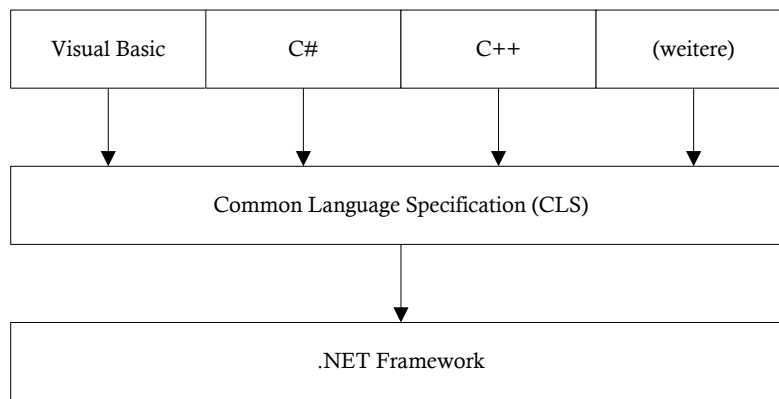 Visual Basic C# C++ (weitere)
Common Language Specification (CLS)
.NET Framework